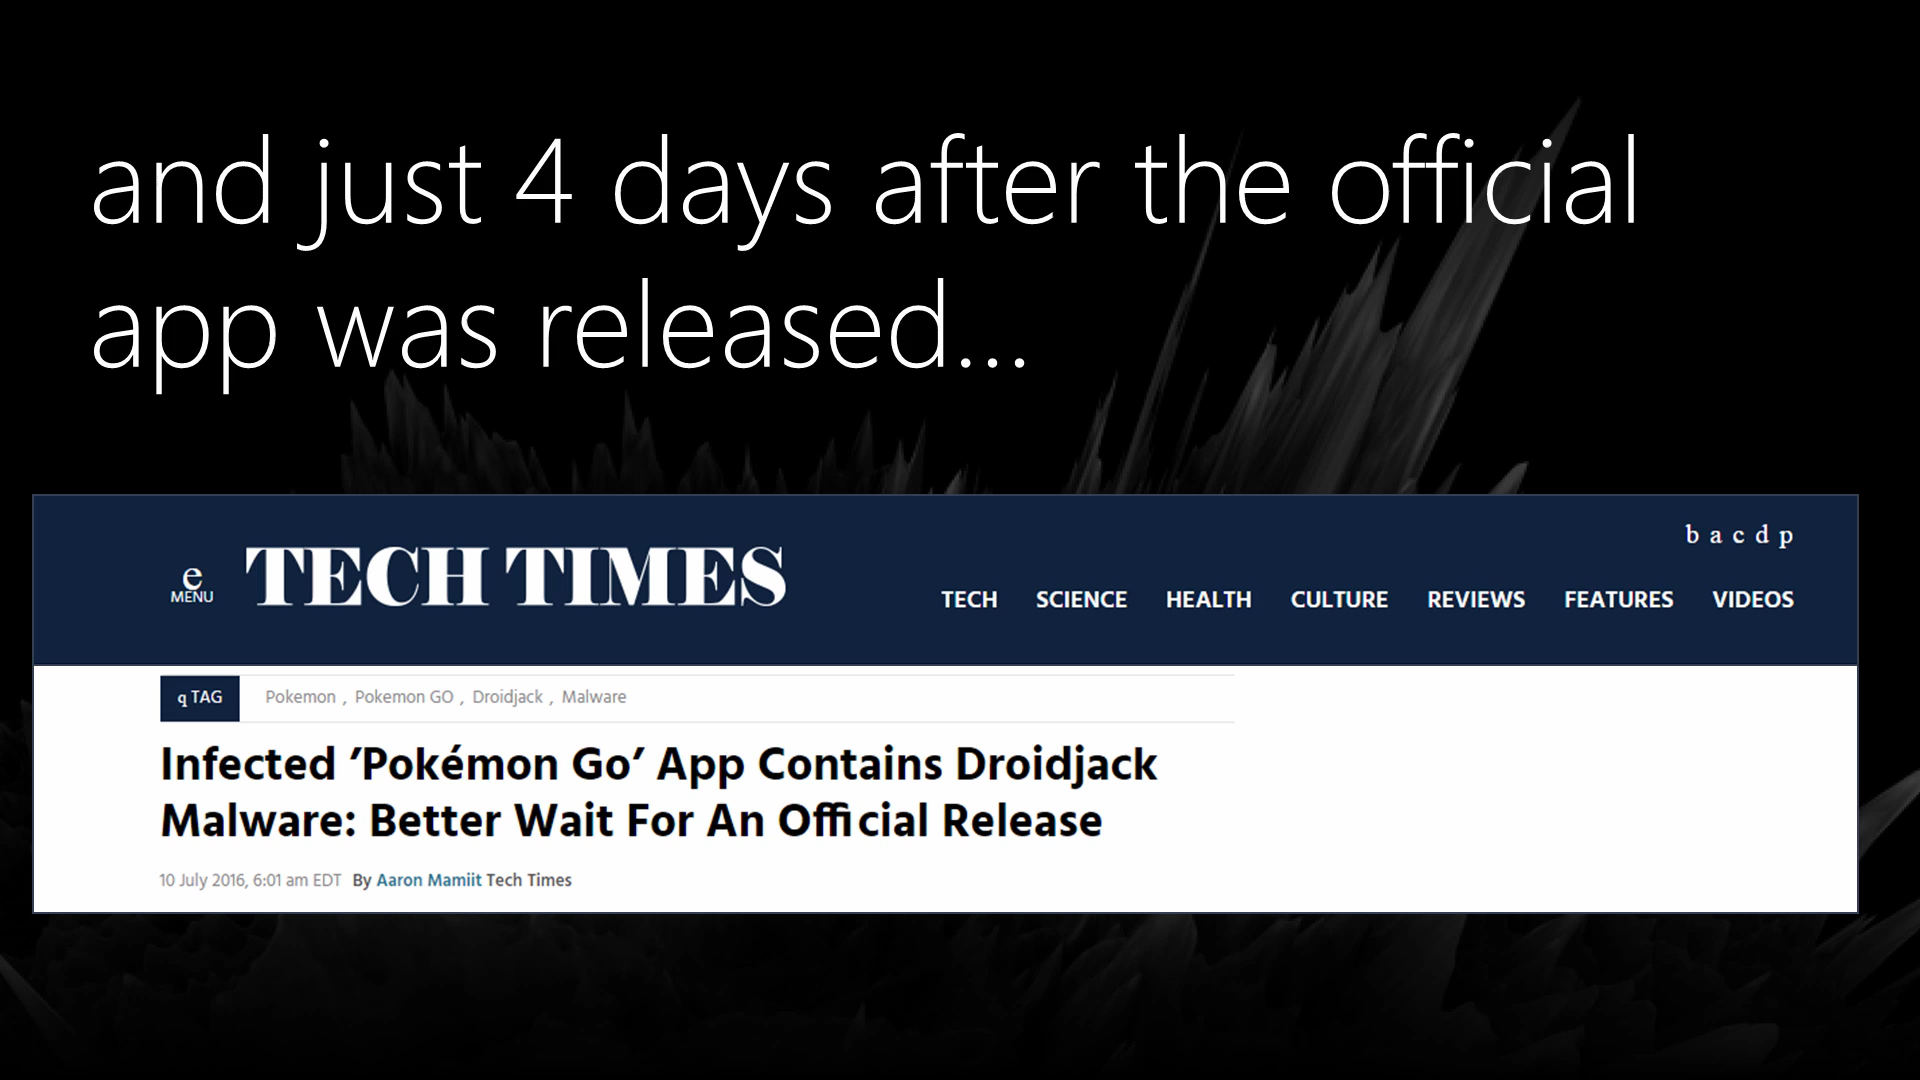 and just 4 days after the official
app was released...
b a c d p
e
MENU
TECH TIMES
TECH SCIENCE HEALTH CULTURE REVIEWS FEATURES VIDEOS
q TAG Pokemon , Pokemon GO , Droidjack , Malware
Infected ’Pokémon Go’ App Contains Droidjack
Malware: Better Wait For An Official Release
10 July 2016, 6:01 am EDT By Aaron Mamiit Tech Times